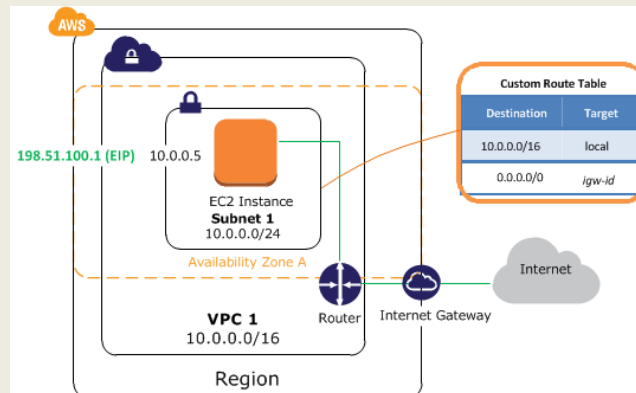 AWS
Custom Route Table
Destination Target
10.0.0.0/16 local
0.0.0.0/0 igw-id
198.51.100.1 (EIP) 10.0.0.5
EC2 Instance
Subnet 1
10.0.0.0/24
Availability Zone A
Internet
Router
Internet Gateway
VPC 1
10.0.0.0/16
Region